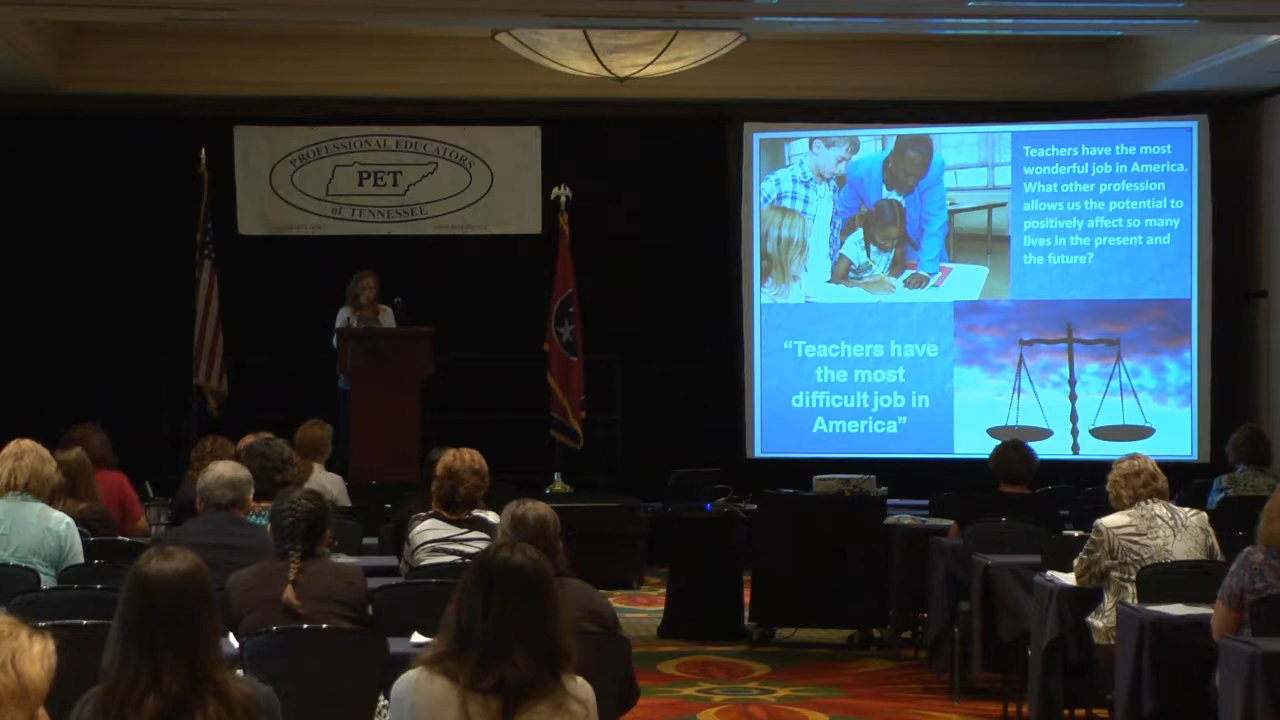 PROFESSIONAL EDUCATORS
PET
of TENNESSEE
Teachers have the most
wonderful job in America.
What other profession
allows us the potential to
positively affect so many
lives in the present and
the future?
“Teachers have
the most
difficult job in
America”